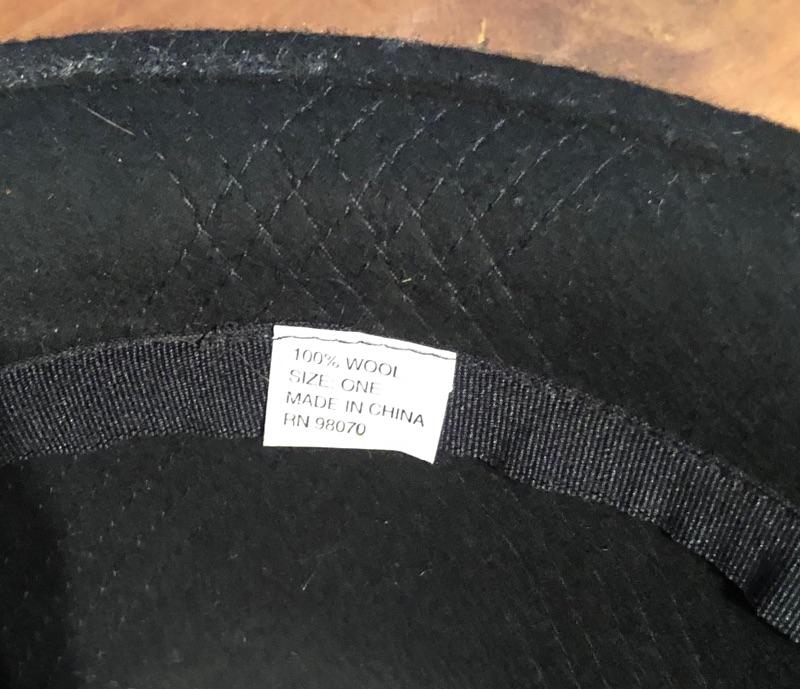 100% WOOL
SIZE: ONE
MADE IN CHINA
RN 98070